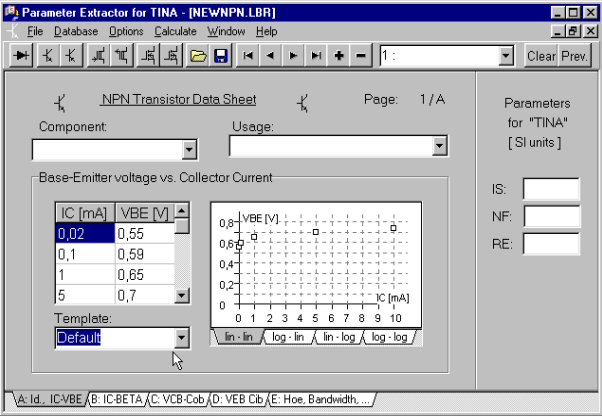 Parameter Extractor for TINA - [NEWNPN.LBR]
File Database Options Calculate Window Help
1 : Clear Prev.
NPN Transistor Data Sheet Page: 1 / A
Component: Usage:
Base-Emitter voltage vs. Collector Current
IC [mA] VBE [V]
0,02 0,55
0,1 0,59
1 0,65
5 0,7
Template:
Default
VBE [V]
0,8
0,6
0,4
0,2
0
IC [mA]
0 1 2 3 4 5 6 7 8 9 10
lin - lin log - lin lin - log log - log
Parameters
for "TINA"
[ SI units ]
IS:
NF:
RE:
A: Id., IC-VBE B: IC-BETA C: VCB-Cob D: VEB Cib E: Hoe, Bandwidth, ...